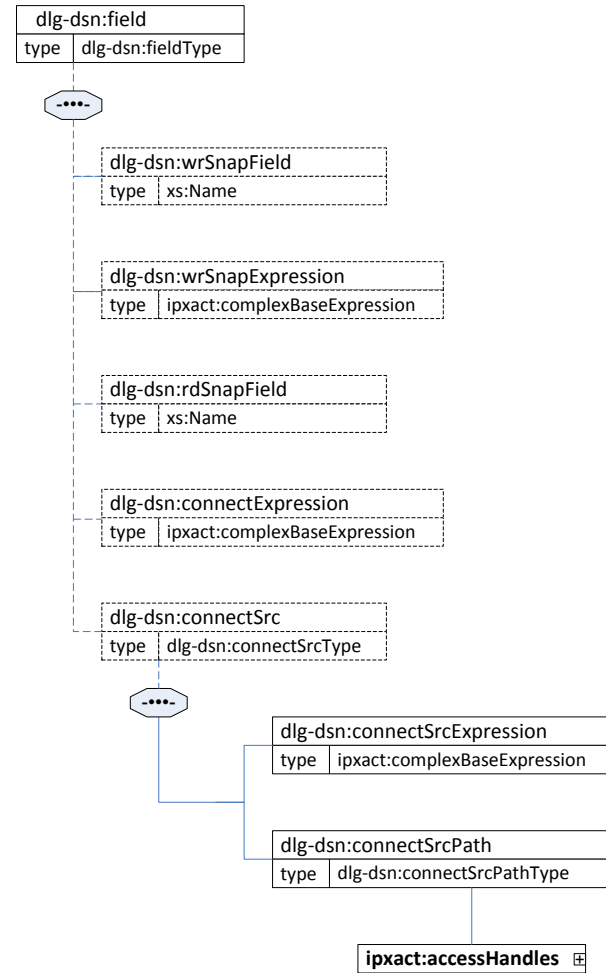 dlg-dsn:field
type dlg-dsn:fieldType
dlg-dsn:wrSnapField
type xs:Name
dlg-dsn:wrSnapExpression
type ipxact:complexBaseExpression
dlg-dsn:rdSnapField
type xs:Name
dlg-dsn:connectExpression
type ipxact:complexBaseExpression
dlg-dsn:connectSrc
type dlg-dsn:connectSrcType
dlg-dsn:connectSrcExpression
type ipxact:complexBaseExpression
dlg-dsn:connectSrcPath
type dlg-dsn:connectSrcPathType
ipxact:accessHandles